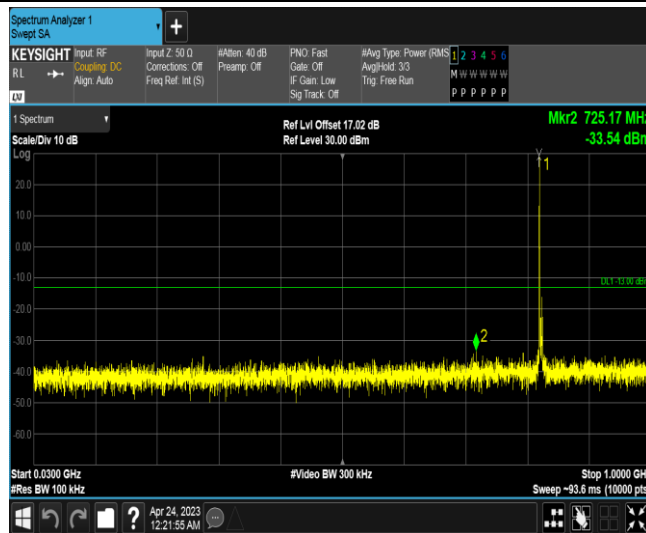 Spectrum Analyzer 1
Swept SA
+
KEYSIGHT
RL
LXI
Input: RF
Coupling: DC
Align: Auto
Input Z: 50 Ω
Corrections: Off
Freq Ref: Int (S)
#Atten: 40 dB
Preamp: Off
PNO: Fast
Gate: Off
IF Gain: Low
Sig Track: Off
#Avg Type: Power (RMS
Avg|Hold: 3/3
Trig: Free Run
1 2 3 4 5 6
M W W W W W
P P P P P P
1 Spectrum
Scale/Div 10 dB
Ref Lvl Offset 17.02 dB
Ref Level 30.00 dBm
Mkr2 725.17 MHz
-33.54 dBm
Log
1
20.0
10.0
0.00
-10.0
DL1 -13.00 dBm
-20.0
-30.0
2
-40.0
-50.0
-60.0
Start 0.0300 GHz
#Video BW 300 kHz
Stop 1.0000 GHz
#Res BW 100 kHz
Sweep ~93.6 ms (10000 pts
?
Apr 24, 2023
12:21:55 AM